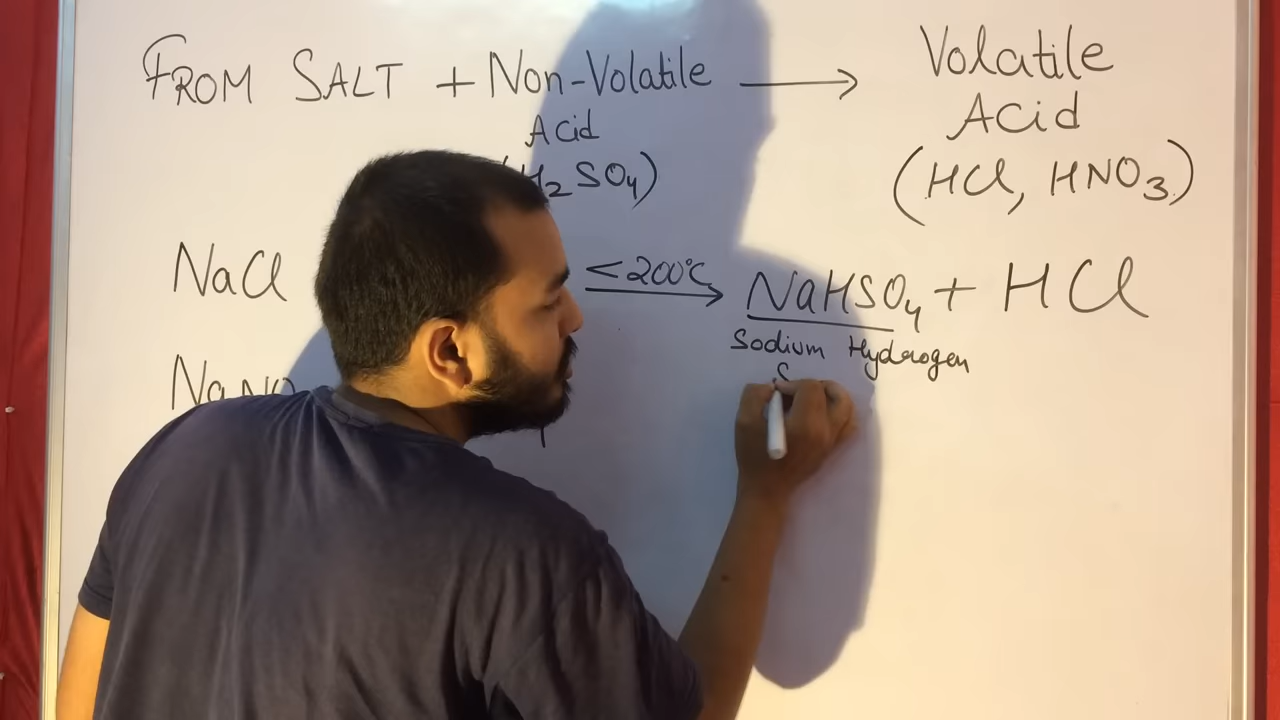 FROM SALT + Non-Volatile ⟶ Volatile
Acid Acid
H₂SO₄) (HCl, HNO₃)
NaCl <200°C NaHSO₄ + HCl
Sodium Hydrogen
S
NaNO